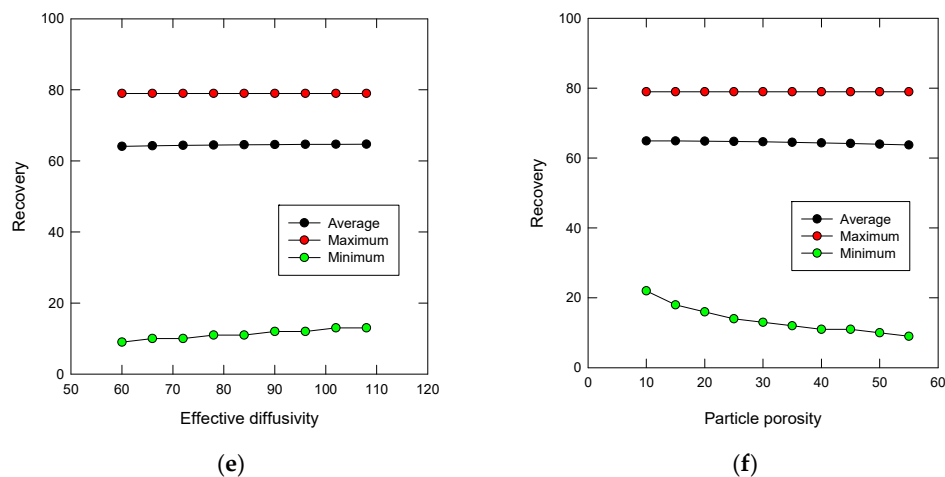 100
80
60
40
20
0
Recovery
Average
Maximum
Minimum
50 60 70 80 90 100 110 120
Effective diffusivity
(e)
100
80
60
40
20
0
Recovery
Average
Maximum
Minimum
0 10 20 30 40 50 60
Particle porosity
(f)